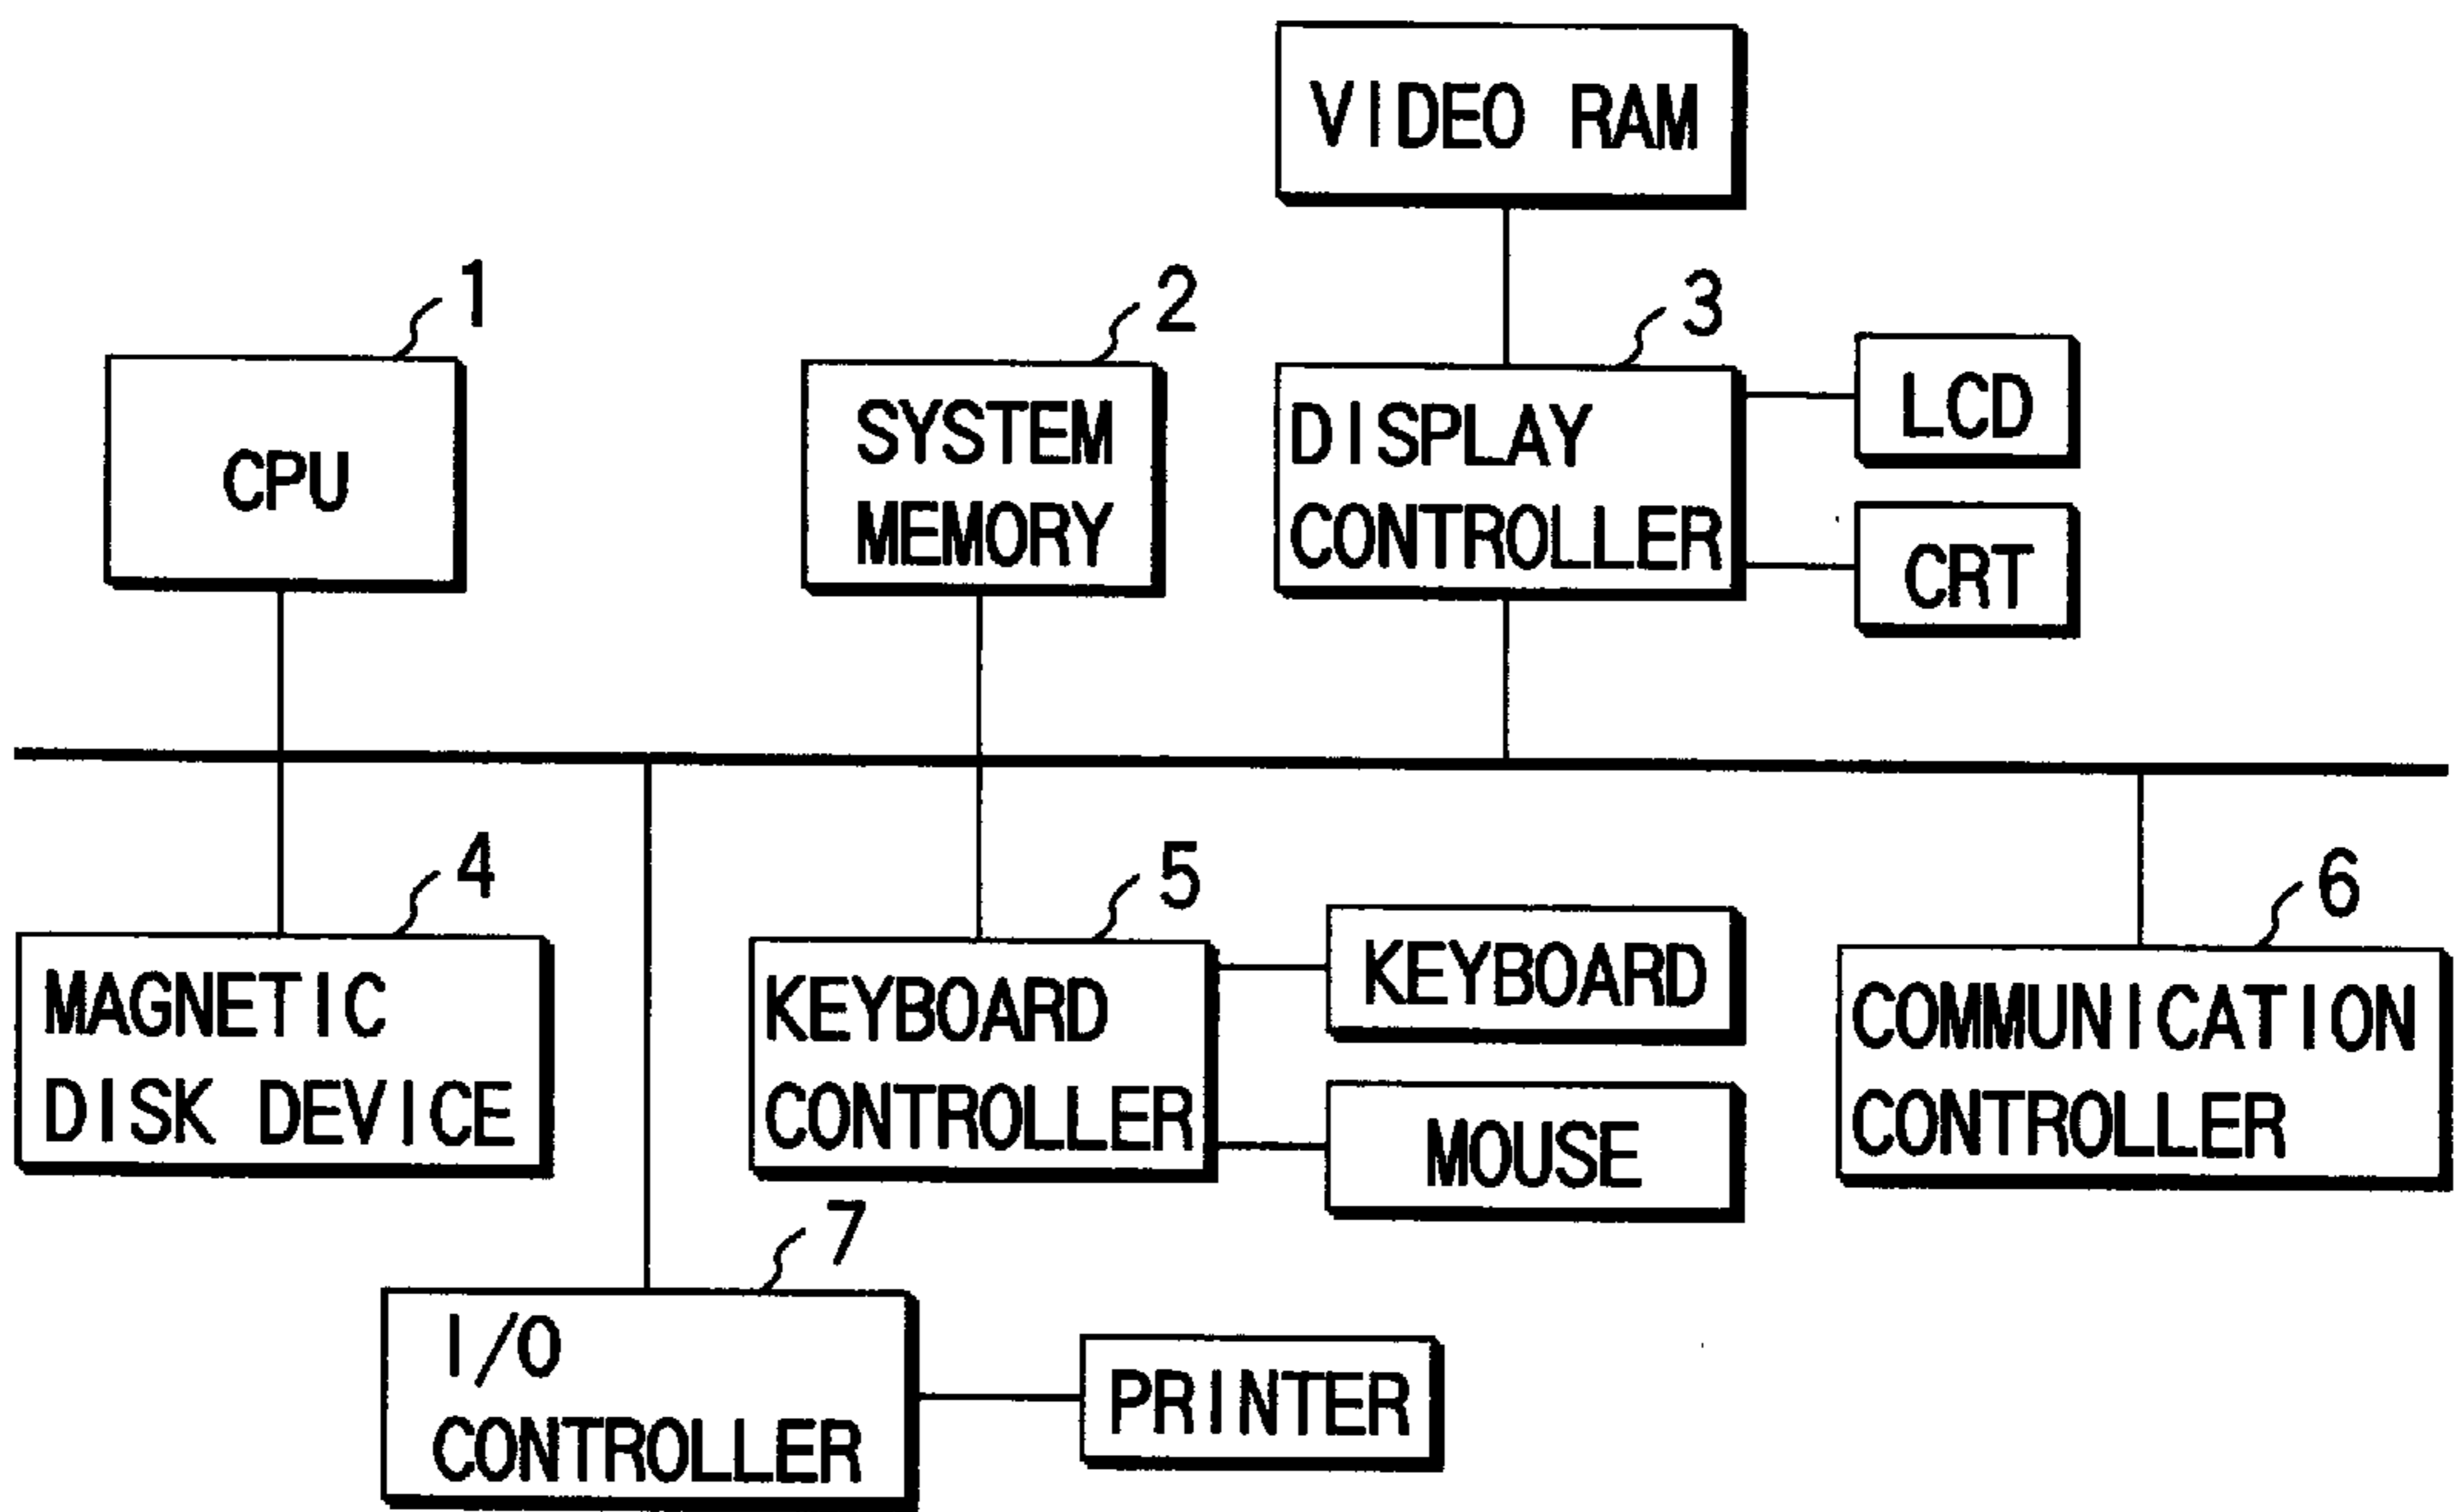 VIDEO RAM
1
2
3
CPU
SYSTEM
MEMORY
DISPLAY
CONTROLLER
LCD
CRT
4
5
6
MAGNETIC
DISK DEVICE
KEYBOARD
CONTROLLER
KEYBOARD
MOUSE
COMMUNICATION
CONTROLLER
7
I/O
CONTROLLER
PRINTER